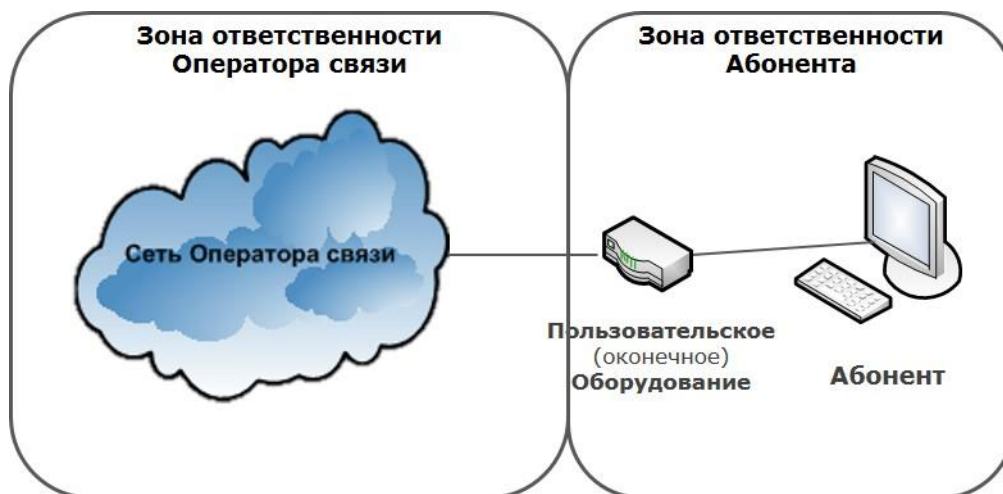 Зона ответственности
Оператора связи
Зона ответственности
Абонента
Сеть Оператора связи
Пользовательское
(оконечное)
Оборудование
Абонент